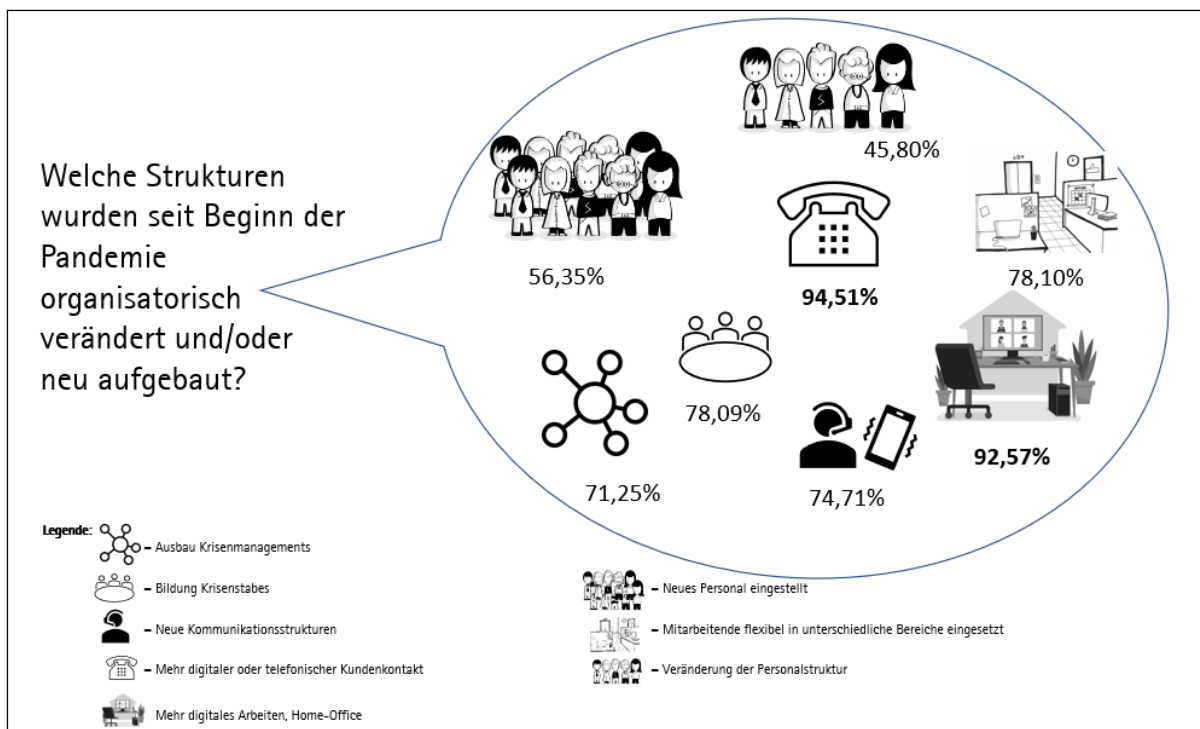 Welche Strukturen
wurden seit Beginn der
Pandemie
organisatorisch
verändert und/oder
neu aufgebaut?
45,80%
56,35%
94,51%
78,10%
78,09%
71,25%
74,71%
92,57%
Legende:
– Ausbau Krisenmanagements
– Bildung Krisenstabes
– Neue Kommunikationsstrukturen
– Mehr digitaler oder telefonischer Kundenkontakt
Mehr digitales Arbeiten, Home-Office
– Neues Personal eingestellt
– Mitarbeitende flexibel in unterschiedliche Bereiche eingesetzt
– Veränderung der Personalstruktur